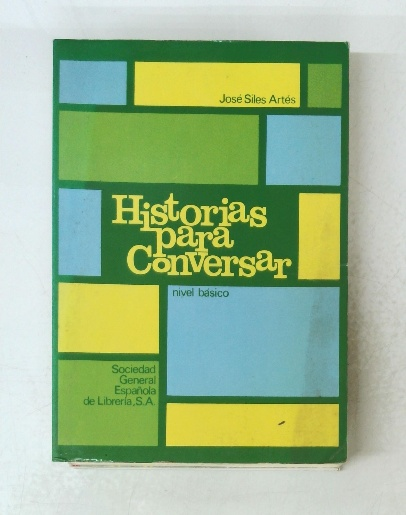 José Siles Artés
Historias
para
Conversar
nivel básico
Sociedad
General
Española
de Librería, S.A.